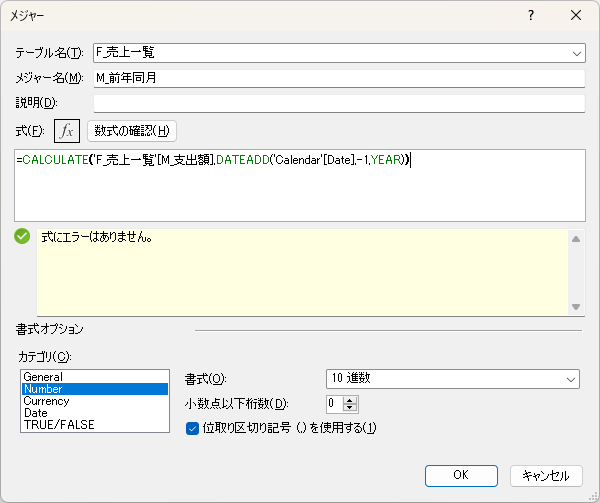 メジャー
テーブル名(T): F_売上一覧
メジャー名(M): M_前年同月
説明(D):
式(F): fx 数式の確認(H)
=CALCULATE('F_売上一覧'[M_支出額],DATEADD('Calendar'[Date],-1,YEAR))
式にエラーはありません。
書式オプション
カテゴリ(C):
General
Number
Currency
Date
TRUE/FALSE
書式(O): 10 進数
小数点以下桁数(D): 0
位取り区切り記号 (,) を使用する(1)
OK キャンセル